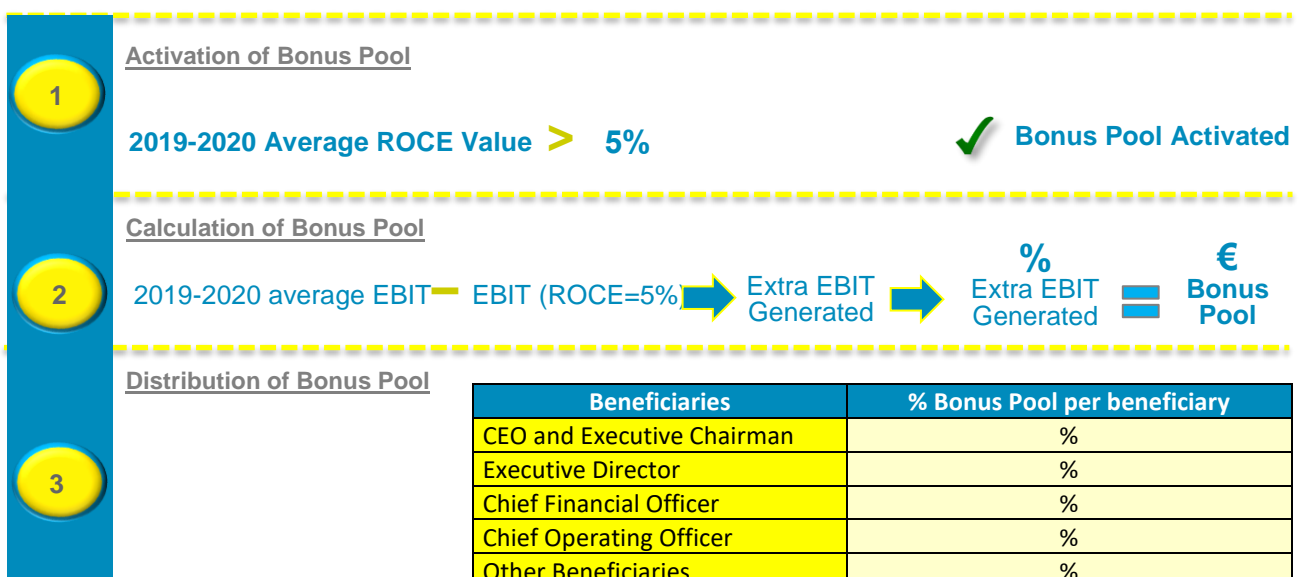 1
Activation of Bonus Pool
2019-2020 Average ROCE Value > 5%
Bonus Pool Activated
2
Calculation of Bonus Pool
2019-2020 average EBIT − EBIT (ROCE=5%)
Extra EBIT
Generated
%
Extra EBIT
Generated
=
€
Bonus
Pool
3
Distribution of Bonus Pool
Beneficiaries % Bonus Pool per beneficiary
CEO and Executive Chairman %
Executive Director %
Chief Financial Officer %
Chief Operating Officer %
Other Beneficiaries %